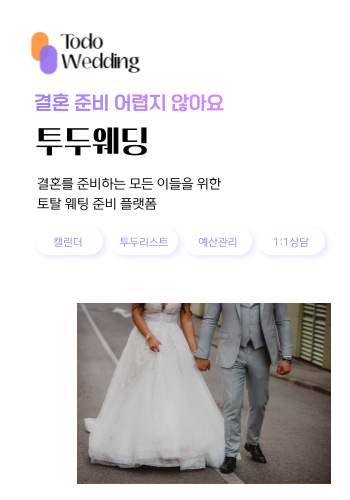 Todo
Wedding
결혼 준비 어렵지 않아요
투두웨딩
결혼를 준비하는 모든 이들을 위한
토탈 웨딩 준비 플랫폼
캘린더
투두리스트
예산관리
1:1상담